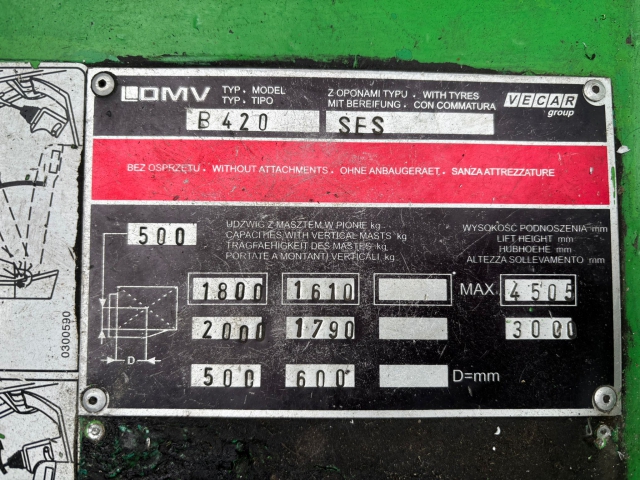 LDMV TYP. MODEL Z OPONAMI TYPU. WITH TYRES VECAR
TYP. TIPO MIT BEREIFUNG. CON COMMATURA group
B420 SES
BEZ OSPRZĘTU. WITHOUT ATTACHMENTS. OHNE ANBAUGERAET. SANZA ATTREZZATURE
500
UDZWIG Z MASZTEM W PIONIE kg
CAPACITIES WITH VERTICAL MASTS kg
TRAGFAEHIGKEIT DES MASTES kg
PORTATE A MONTANTI VERTICALI. kg
WYSOKOŚĆ PODNOSZENIA mm
LIFT HEIGHT mm
HUBHOEHE mm
ALTEZZA SOLLEVAMENTO mm
1800 1610 MAX. 4505
2000 1790 3000
D 500 600 D=mm
0300590